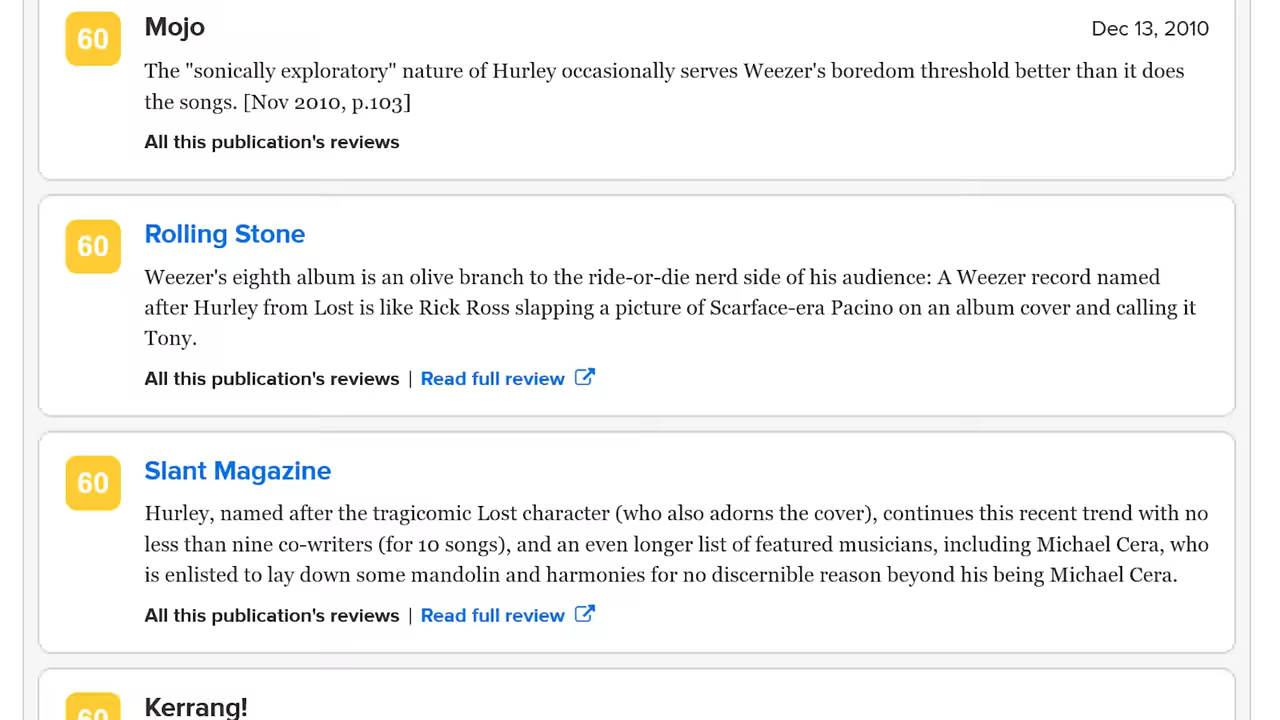 60
Mojo
Dec 13, 2010
The "sonically exploratory" nature of Hurley occasionally serves Weezer's boredom threshold better than it does
the songs. [Nov 2010, p.103]
All this publication's reviews
60
Rolling Stone
Weezer's eighth album is an olive branch to the ride-or-die nerd side of his audience: A Weezer record named
after Hurley from Lost is like Rick Ross slapping a picture of Scarface-era Pacino on an album cover and calling it
Tony.
All this publication's reviews | Read full review
60
Slant Magazine
Hurley, named after the tragicomic Lost character (who also adorns the cover), continues this recent trend with no
less than nine co-writers (for 10 songs), and an even longer list of featured musicians, including Michael Cera, who
is enlisted to lay down some mandolin and harmonies for no discernible reason beyond his being Michael Cera.
All this publication's reviews | Read full review
60
Kerrang!